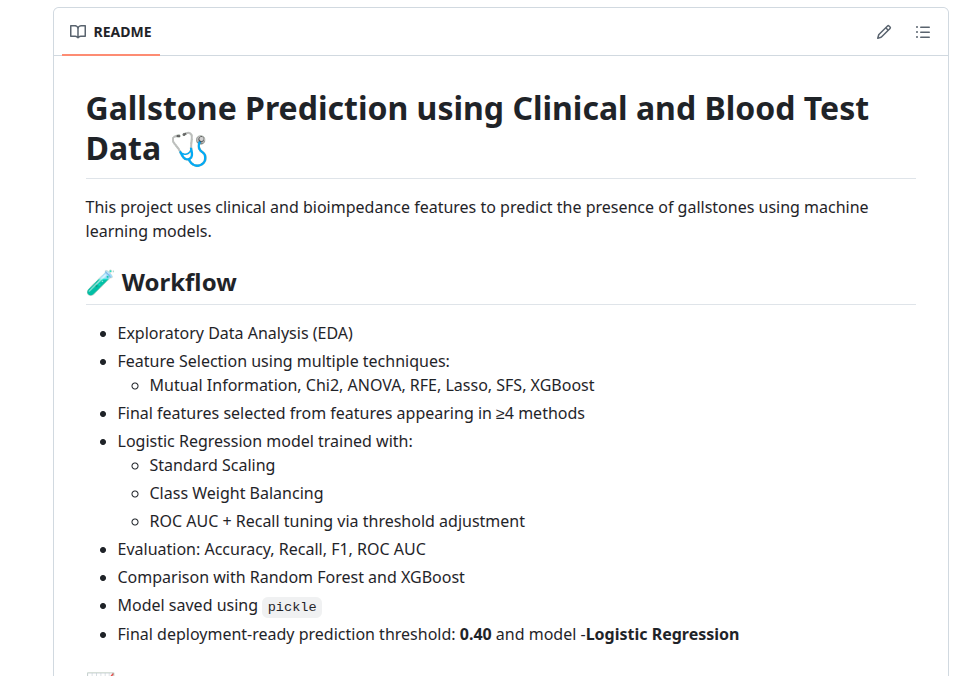 README
Gallstone Prediction using Clinical and Blood Test
Data 🩺
This project uses clinical and bioimpedance features to predict the presence of gallstones using machine
learning models.
🧪 Workflow
• Exploratory Data Analysis (EDA)
• Feature Selection using multiple techniques:
◦ Mutual Information, Chi2, ANOVA, RFE, Lasso, SFS, XGBoost
• Final features selected from features appearing in ≥4 methods
• Logistic Regression model trained with:
◦ Standard Scaling
◦ Class Weight Balancing
◦ ROC AUC + Recall tuning via threshold adjustment
• Evaluation: Accuracy, Recall, F1, ROC AUC
• Comparison with Random Forest and XGBoost
• Model saved using pickle
• Final deployment-ready prediction threshold: 0.40 and model -Logistic Regression